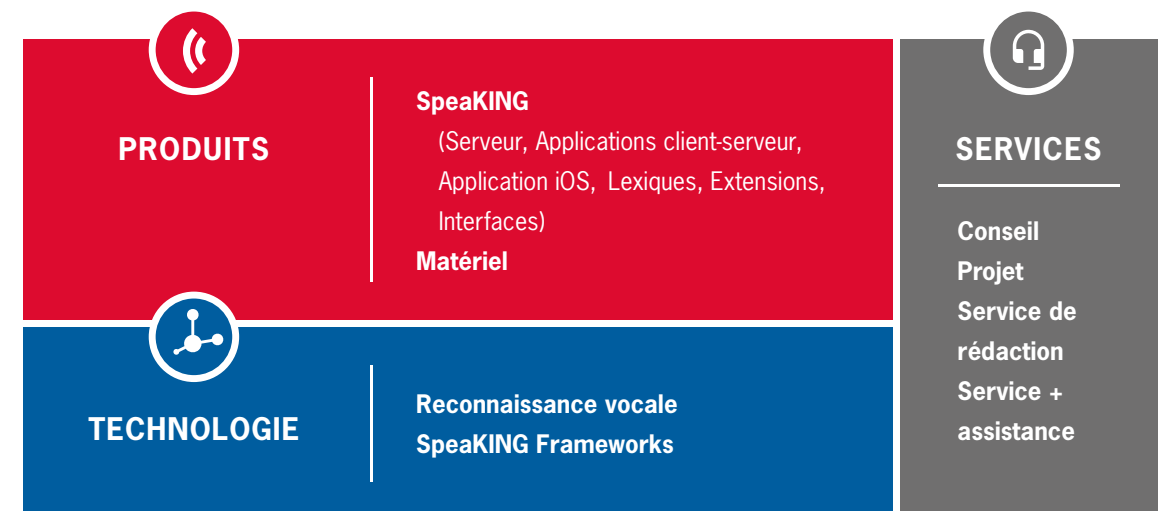 PRODUITS
SpeaKING
(Serveur, Applications client-serveur,
Application iOS, Lexiques, Extensions,
Interfaces)
Matériel
TECHNOLOGIE
Reconnaissance vocale
SpeaKING Frameworks
SERVICES
Conseil
Projet
Service de
rédaction
Service +
assistance